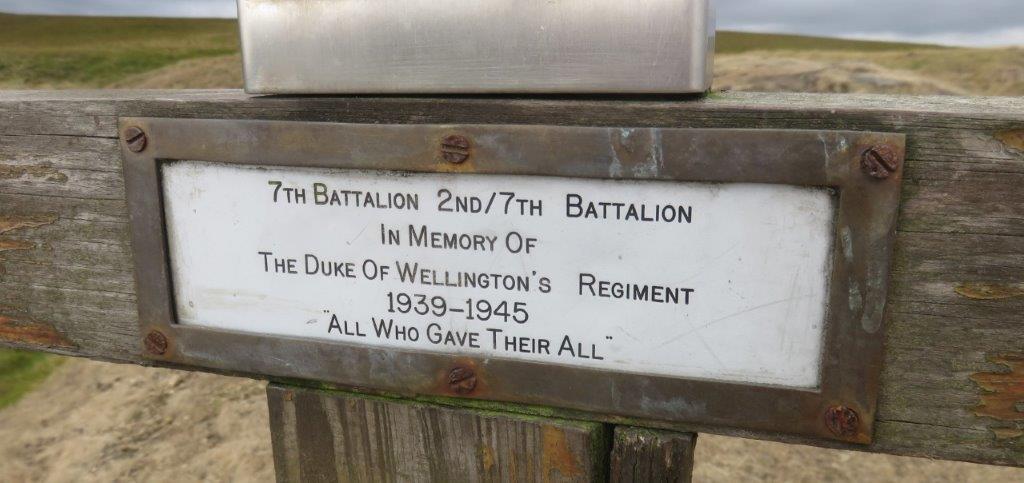 7TH BATTALION 2ND/7TH BATTALION
IN MEMORY OF
THE DUKE OF WELLINGTON'S REGIMENT
1939-1945
"ALL WHO GAVE THEIR ALL"